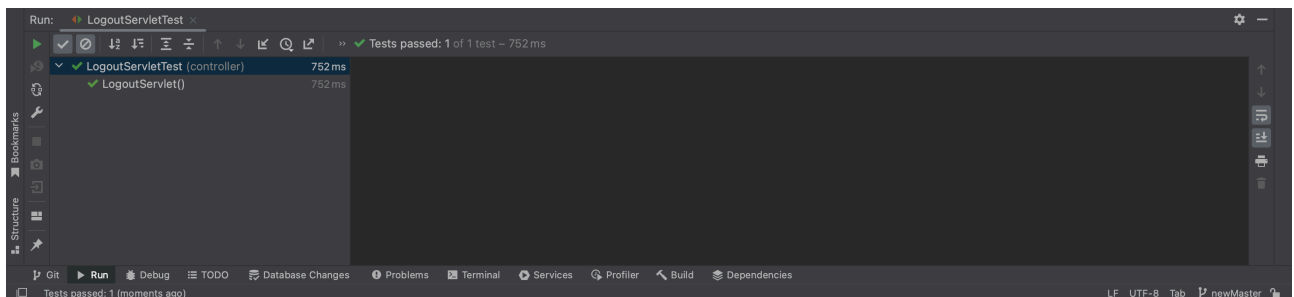 Run: LogoutServletTest
Tests passed: 1 of 1 test – 752 ms
LogoutServletTest (controller) 752 ms
LogoutServlet() 752 ms
Bookmarks
Structure
Git Run Debug TODO Database Changes Problems Terminal Services Profiler Build Dependencies
Tests passed: 1 (moments ago) LF UTF-8 Tab newMaster